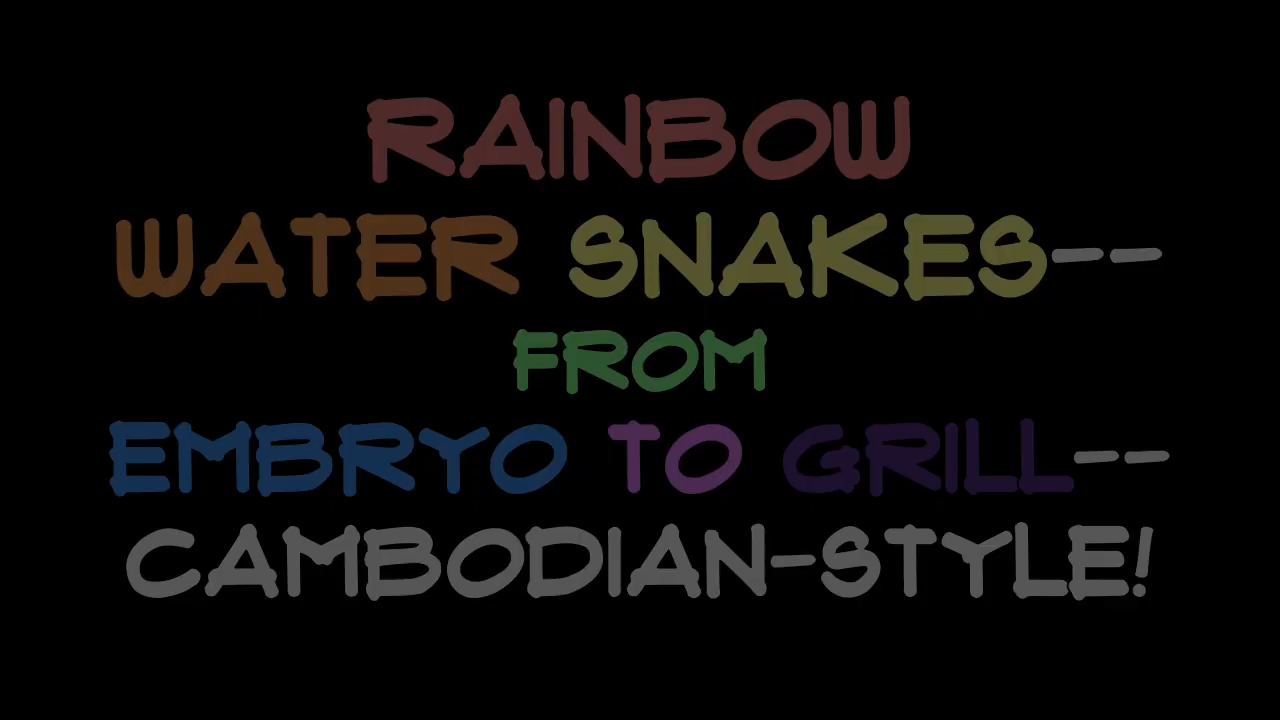 RAINBOW
WATER SNAKES--
FROM
EMBRYO TO GRILL--
CAMBODIAN-STYLE!